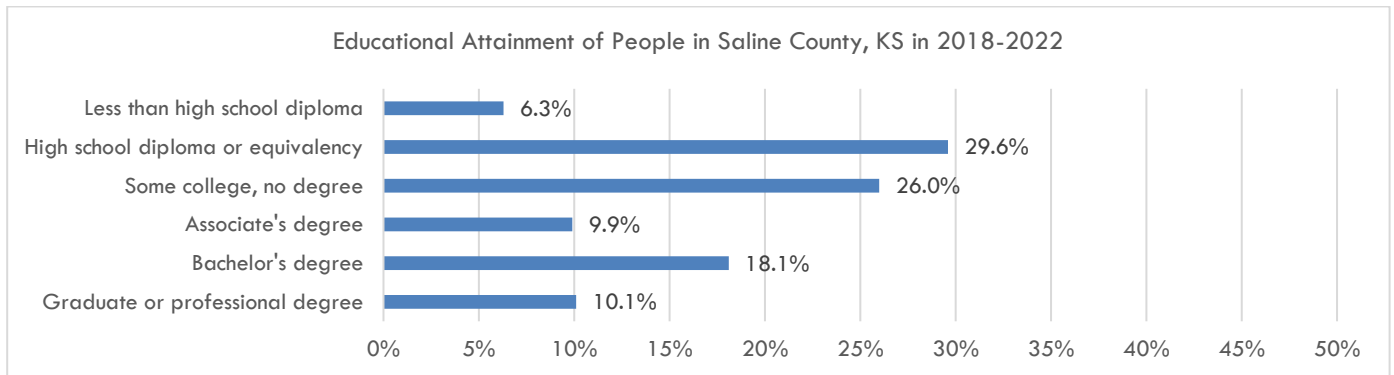 Educational Attainment of People in Saline County, KS in 2018-2022
Less than high school diploma 6.3%
High school diploma or equivalency 29.6%
Some college, no degree 26.0%
Associate's degree 9.9%
Bachelor's degree 18.1%
Graduate or professional degree 10.1%
0% 5% 10% 15% 20% 25% 30% 35% 40% 45% 50%